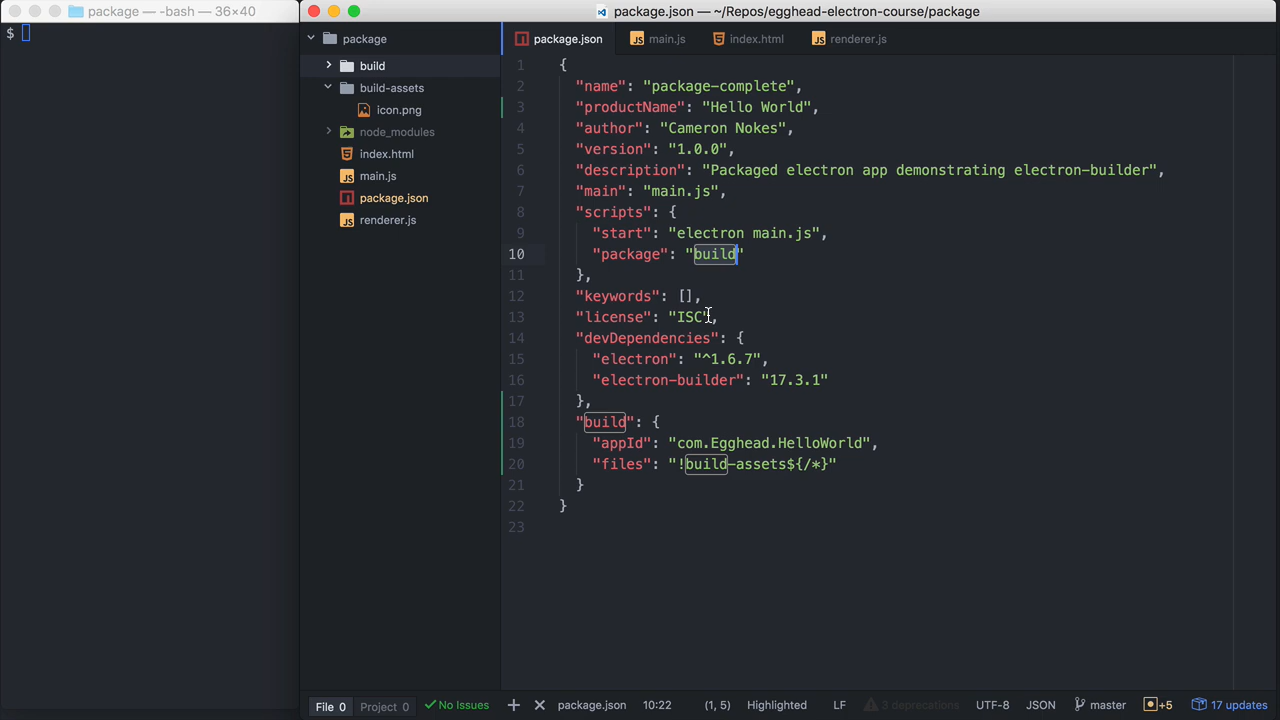 package — -bash — 36×40
$
package.json — ~/Repos/egghead-electron-course/package
package
build
build-assets
icon.png
node_modules
index.html
main.js
package.json
renderer.js
package.json
main.js
index.html
renderer.js
1 {
2 "name": "package-complete",
3 "productName": "Hello World",
4 "author": "Cameron Nokes",
5 "version": "1.0.0",
6 "description": "Packaged electron app demonstrating electron-builder",
7 "main": "main.js",
8 "scripts": {
9 "start": "electron main.js",
10 "package": "build"
11 },
12 "keywords": [],
13 "license": "ISC",
14 "devDependencies": {
15 "electron": "^1.6.7",
16 "electron-builder": "17.3.1"
17 },
18 "build": {
19 "appId": "com.Egghead.HelloWorld",
20 "files": "!build-assets${/*}"
21 }
22 }
23
File 0 Project 0 No Issues package.json 10:22 (1, 5) Highlighted LF 3 deprecations UTF-8 JSON master +5 17 updates